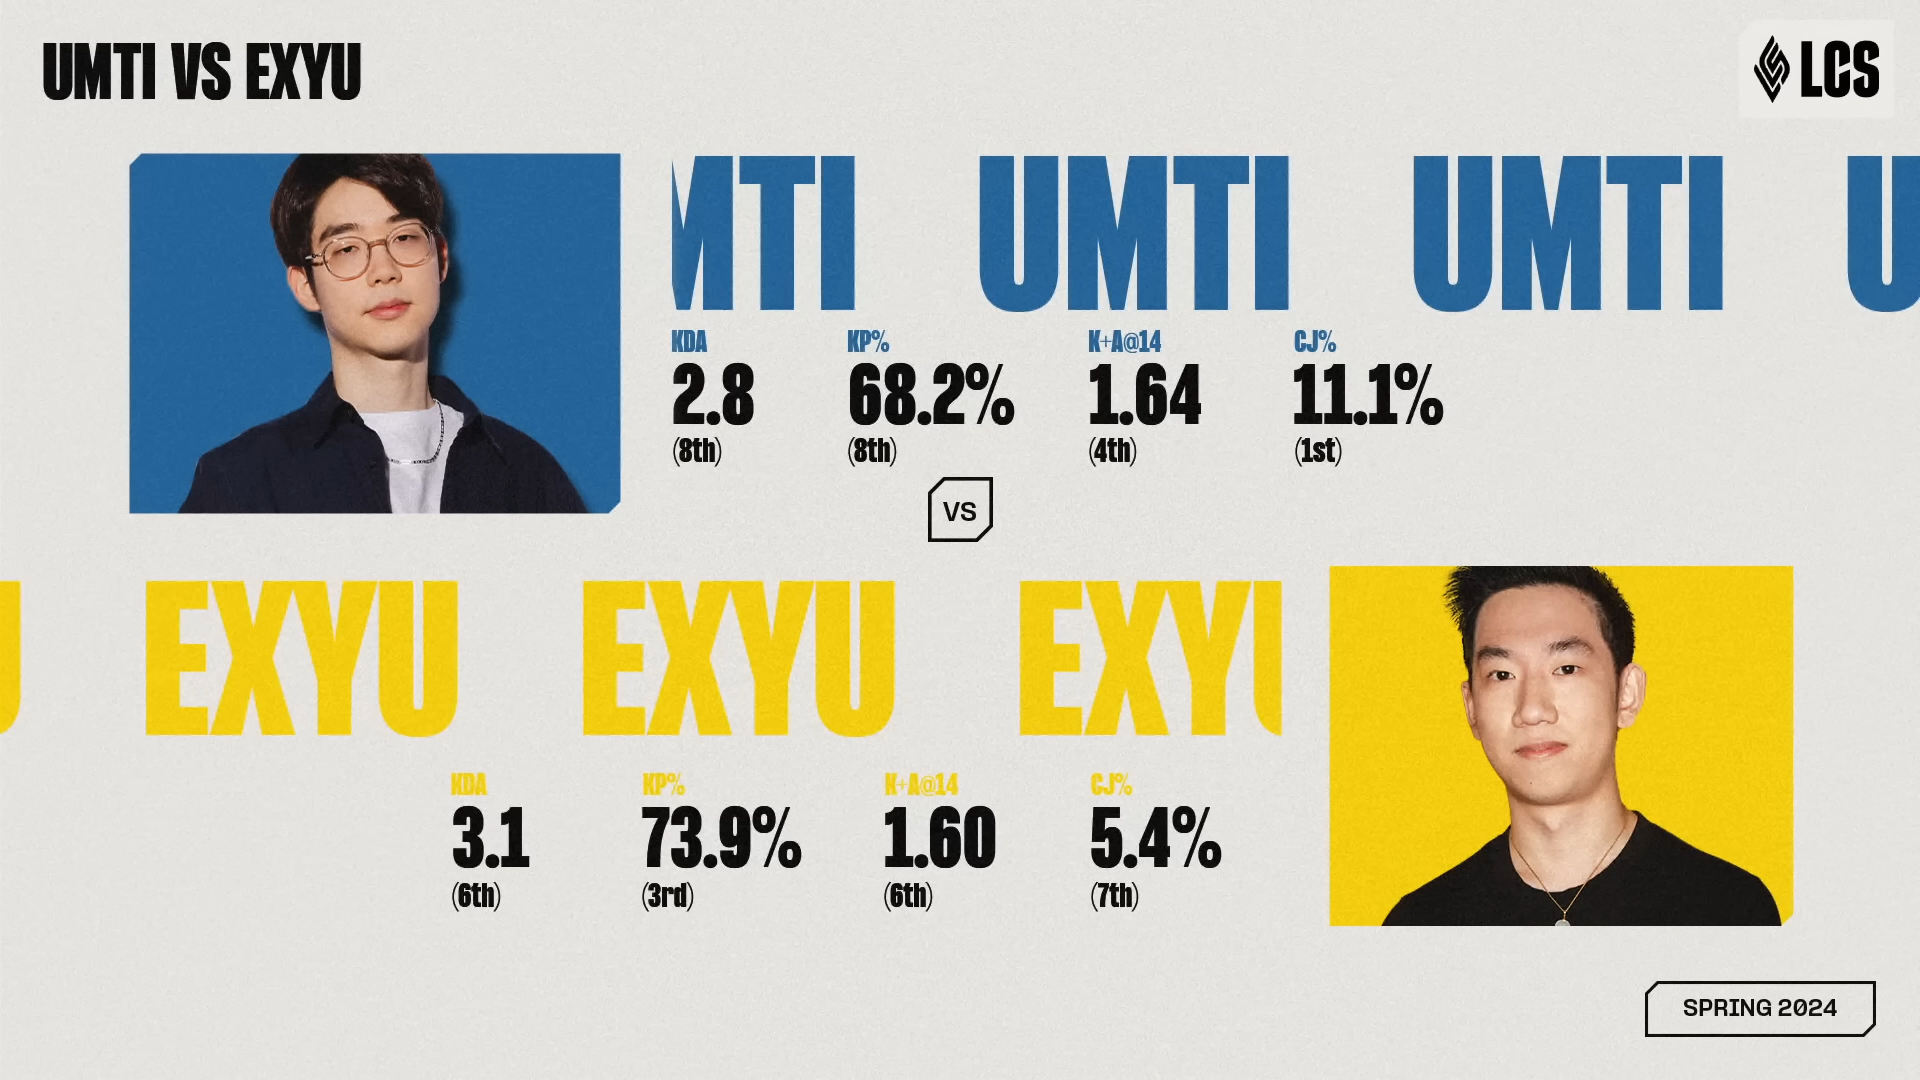 UMTI VS EXYU
LCS
MTI UMTI UMTI U
KDA KP% K+A@14 CJ%
2.8 68.2% 1.64 11.1%
(8th) (8th) (4th) (1st)
VS
U EXYU EXYU EXYU
KDA KP% K+A@14 CJ%
3.1 73.9% 1.60 5.4%
(6th) (3rd) (6th) (7th)
SPRING 2024